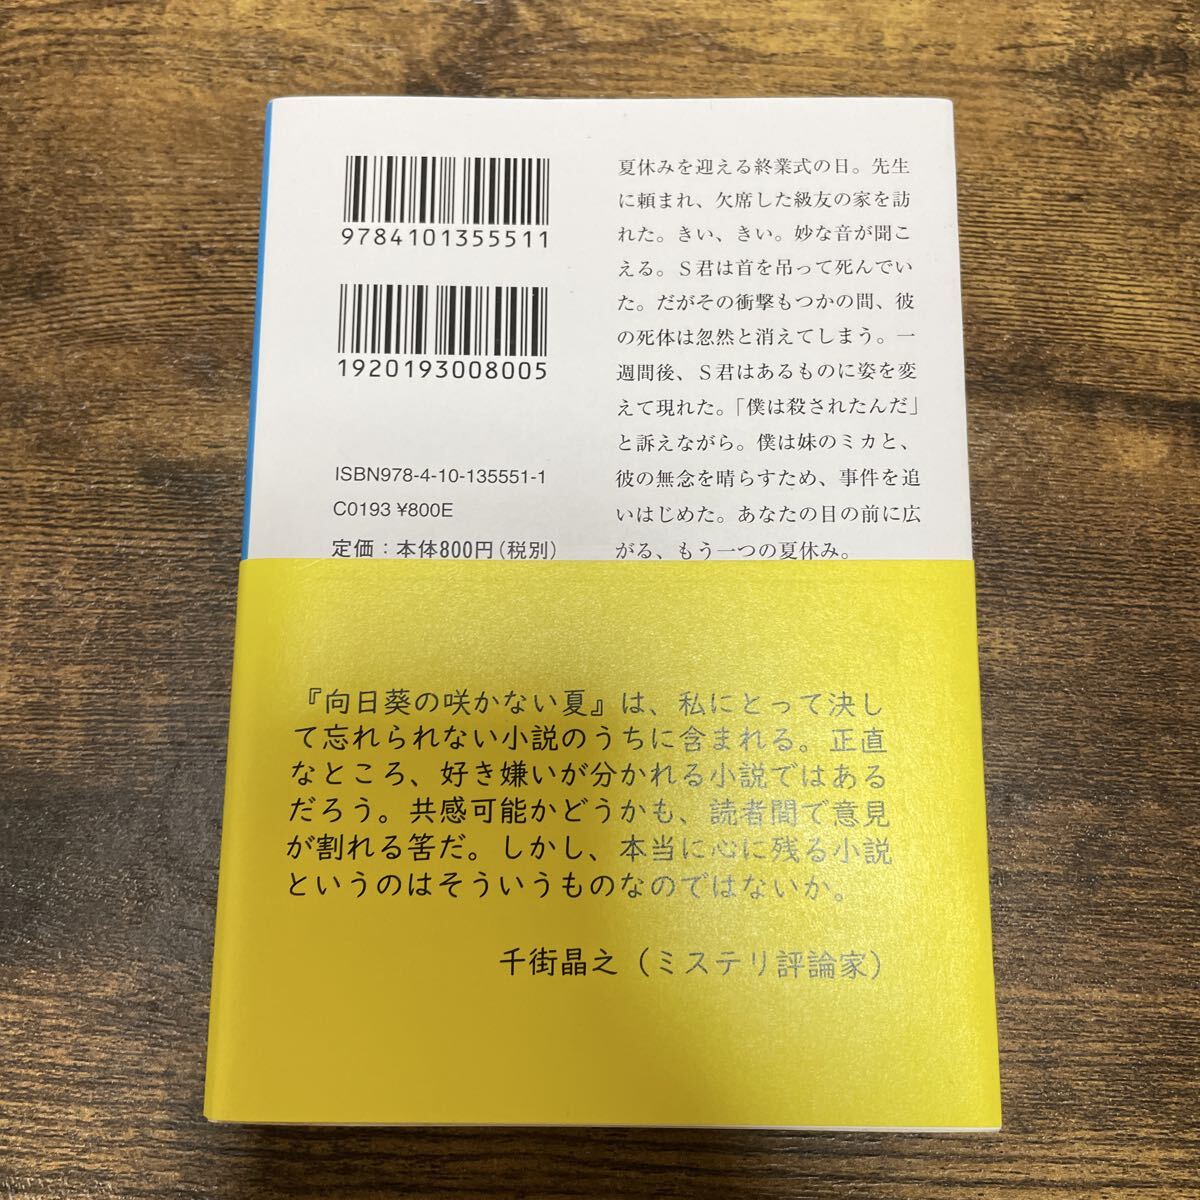 9784101355511
1920193008005
ISBN978-4-10-135551-1
C0193 ¥800E
定価：本体800円（税別）
夏休みを迎える終業式の日。先生
に頼まれ、欠席した級友の家を訪
れた。きい、きい。妙な音が聞こ
える。Ｓ君は首を吊って死んでい
た。だがその衝撃もつかの間、彼
の死体は忽然と消えてしまう。一
週間後、Ｓ君はあるものに姿を変
えて現れた。「僕は殺されたんだ」
と訴えながら。僕は妹のミカと、
彼の無念を晴らすため、事件を追
いはじめた。あなたの目の前に広
がる、もう一つの夏休み。
『向日葵の咲かない夏』は、私にとって決し
て忘れられない小説のうちに含まれる。正直
なところ、好き嫌いが分かれる小説ではある
だろう。共感可能かどうかも、読者間で意見
が割れる筈だ。しかし、本当に心に残る小説
というのはそういうものなのではないか。
千街晶之（ミステリ評論家）